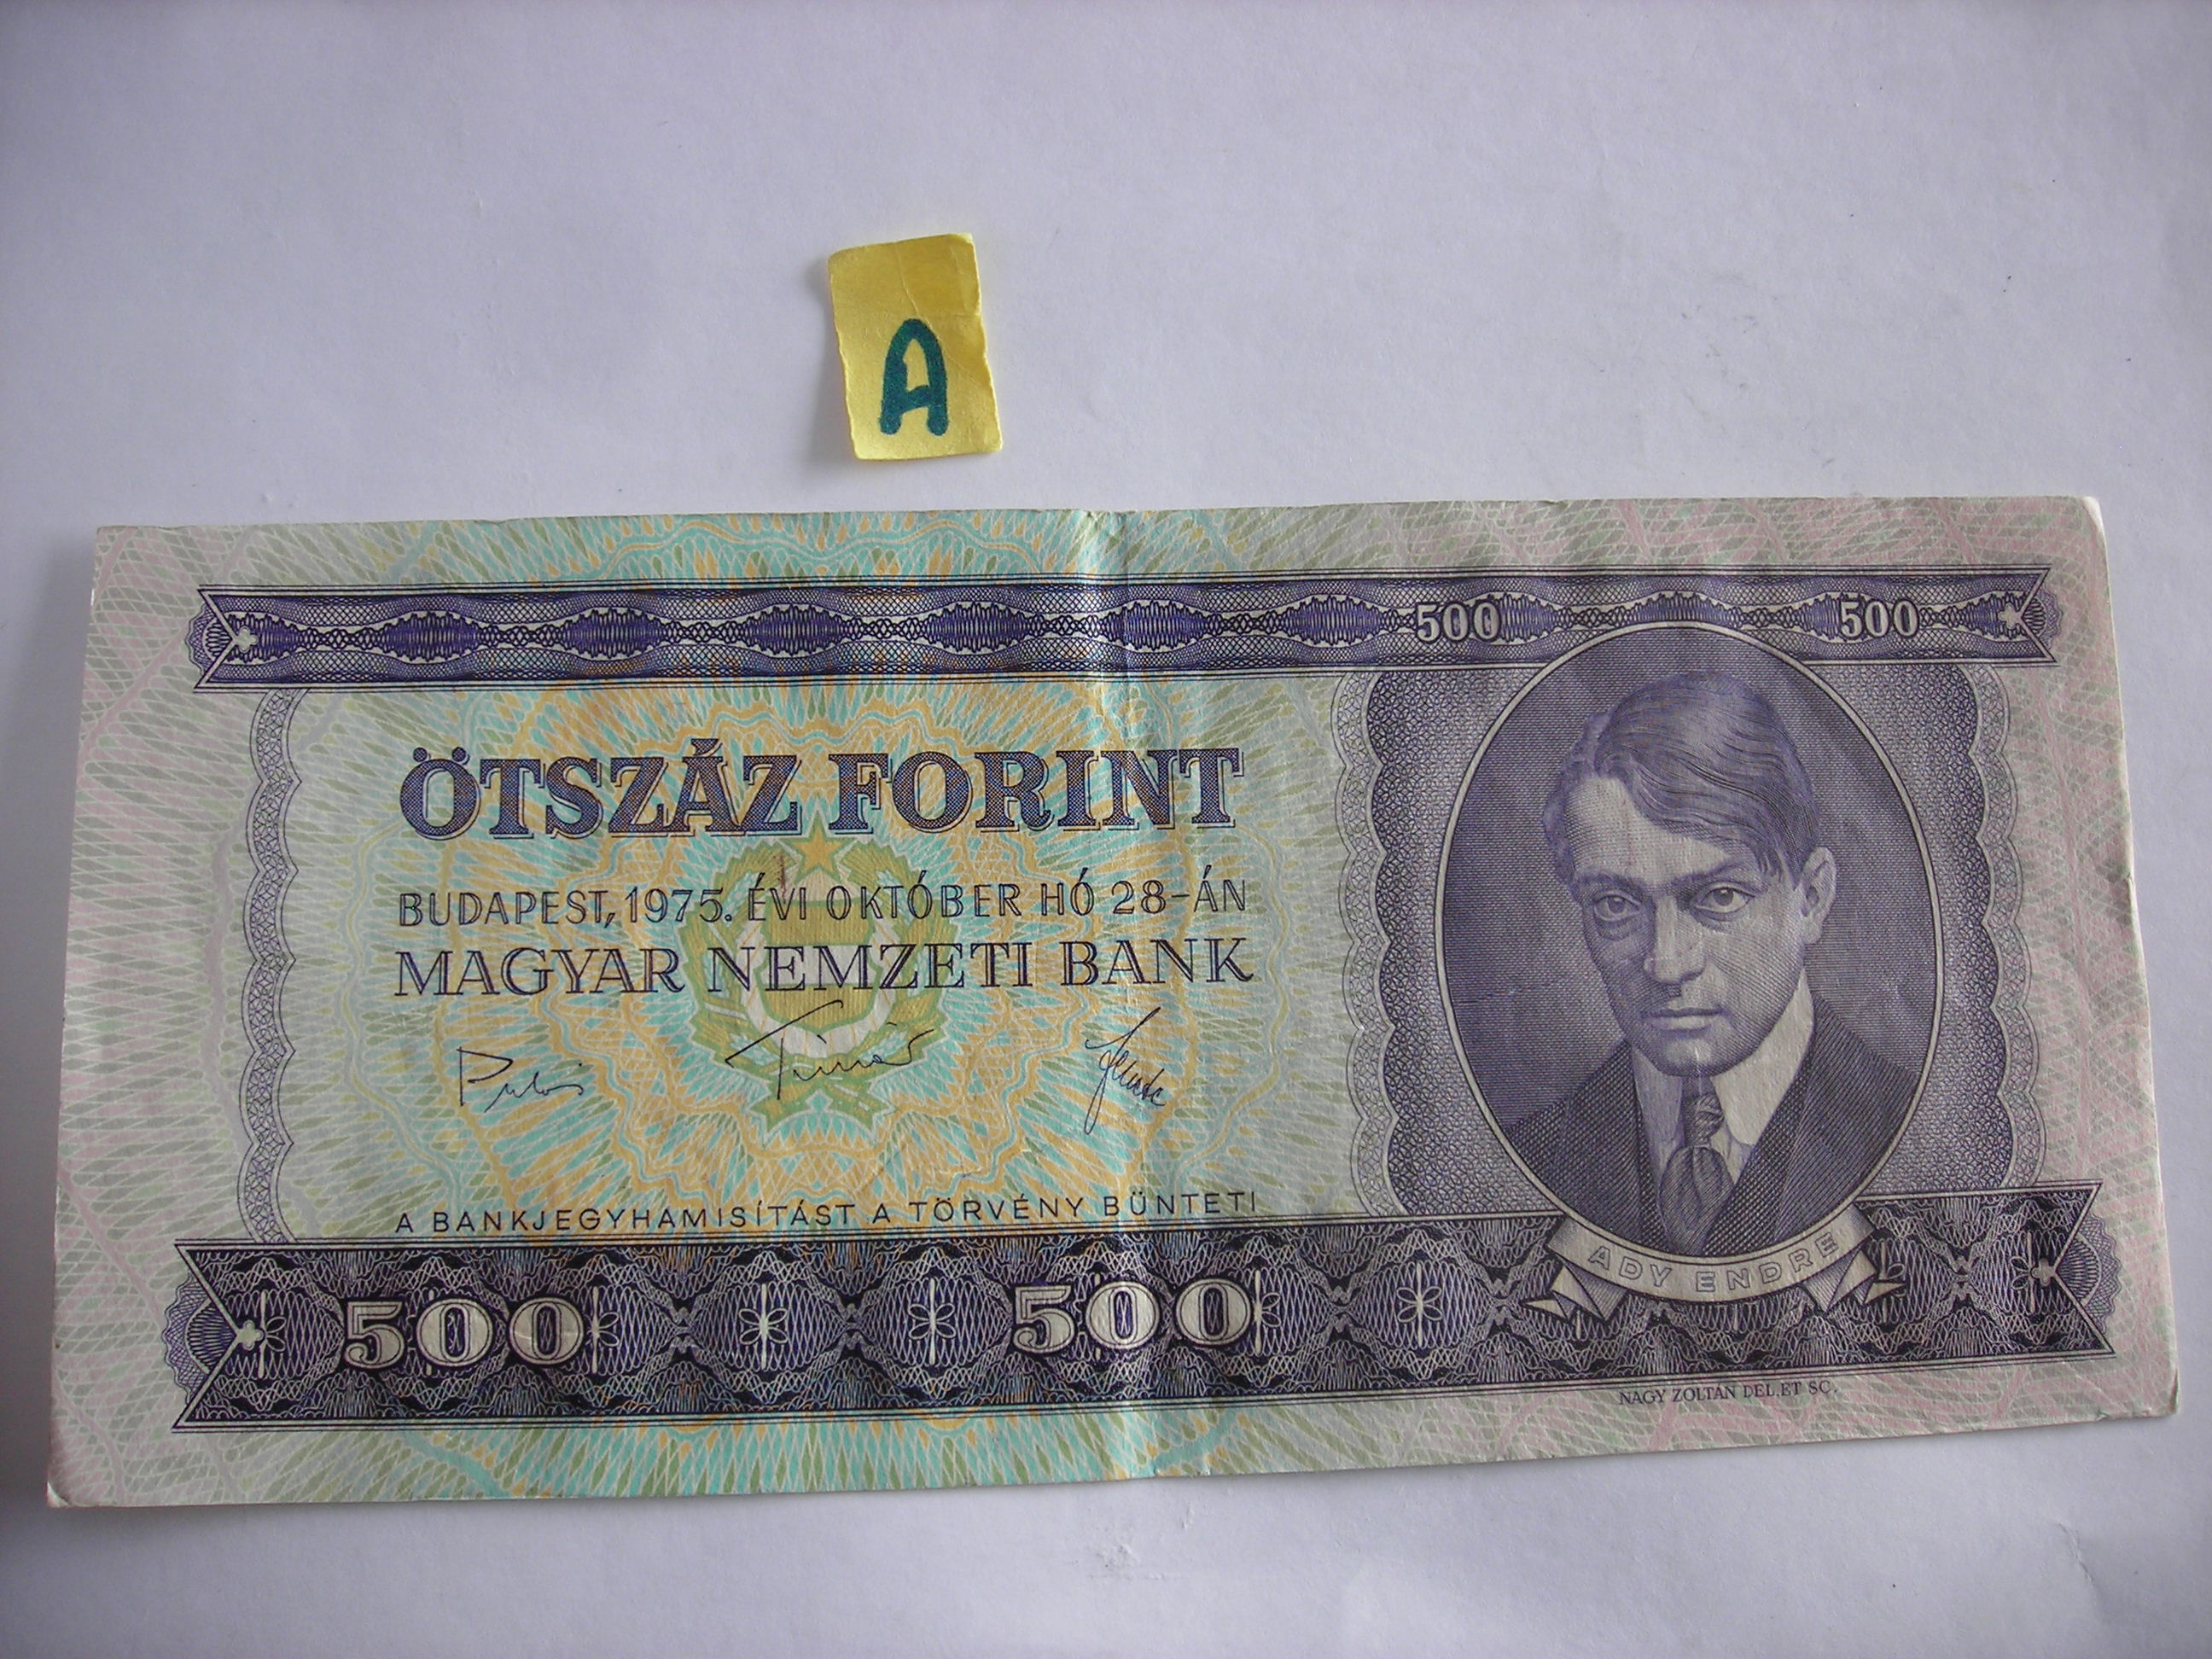 A
500 500
ÖTSZÁZ FORINT
BUDAPEST, 1975. ÉVI OKTÓBER HÓ 28-ÁN
MAGYAR NEMZETI BANK
Timár
A BANKJEGYHAMISÍTÁST A TÖRVÉNY BÜNTETI
ADY ENDRE
500 500
NAGY ZOLTÁN DEL.ET SC.